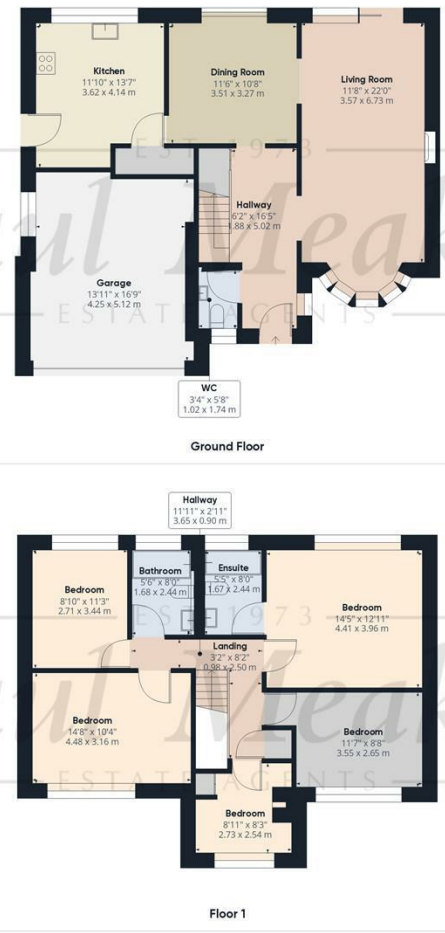 Kitchen
11'10" x 13'7"
3.62 x 4.14 m
Dining Room
11'6" x 10'8"
3.51 x 3.27 m
Living Room
11'8" x 22'0"
3.57 x 6.73 m
EST 1973
aul Meak
ESTATE AGENTS
Hallway
6'2" x 16'5"
1.88 x 5.02 m
Garage
13'11" x 16'9"
4.25 x 5.12 m
WC
3'4" x 5'8"
1.02 x 1.74 m
Ground Floor
Hallway
11'11" x 2'11"
3.65 x 0.90 m
Bedroom
8'10" x 11'3"
2.71 x 3.44 m
Bathroom
5'6" x 8'0"
1.68 x 2.44 m
Ensuite
5'5" x 8'0"
1.67 x 2.44 m
Bedroom
14'5" x 12'11"
4.41 x 3.96 m
Landing
3'2" x 8'2"
0.98 x 2.50 m
Bedroom
14'8" x 10'4"
4.48 x 3.16 m
Bedroom
11'7" x 8'8"
3.55 x 2.65 m
Bedroom
8'11" x 8'3"
2.73 x 2.54 m
1973
aul Meak
ESTATE AGENTS
Floor 1